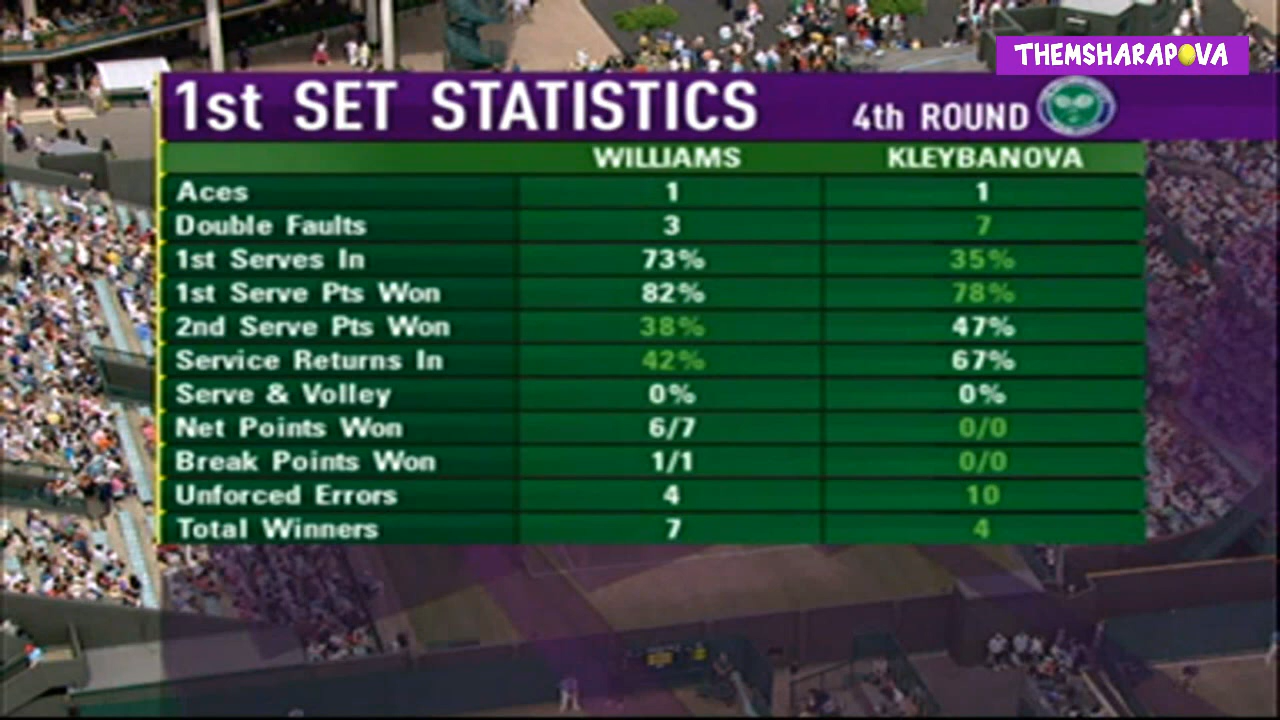 THEMSHARAPOVA
1st SET STATISTICS 4th ROUND
WILLIAMS KLEYBANOVA
Aces 1 1
Double Faults 3 7
1st Serves In 73% 35%
1st Serve Pts Won 82% 78%
2nd Serve Pts Won 38% 47%
Service Returns In 42% 67%
Serve & Volley 0% 0%
Net Points Won 6/7 0/0
Break Points Won 1/1 0/0
Unforced Errors 4 10
Total Winners 7 4